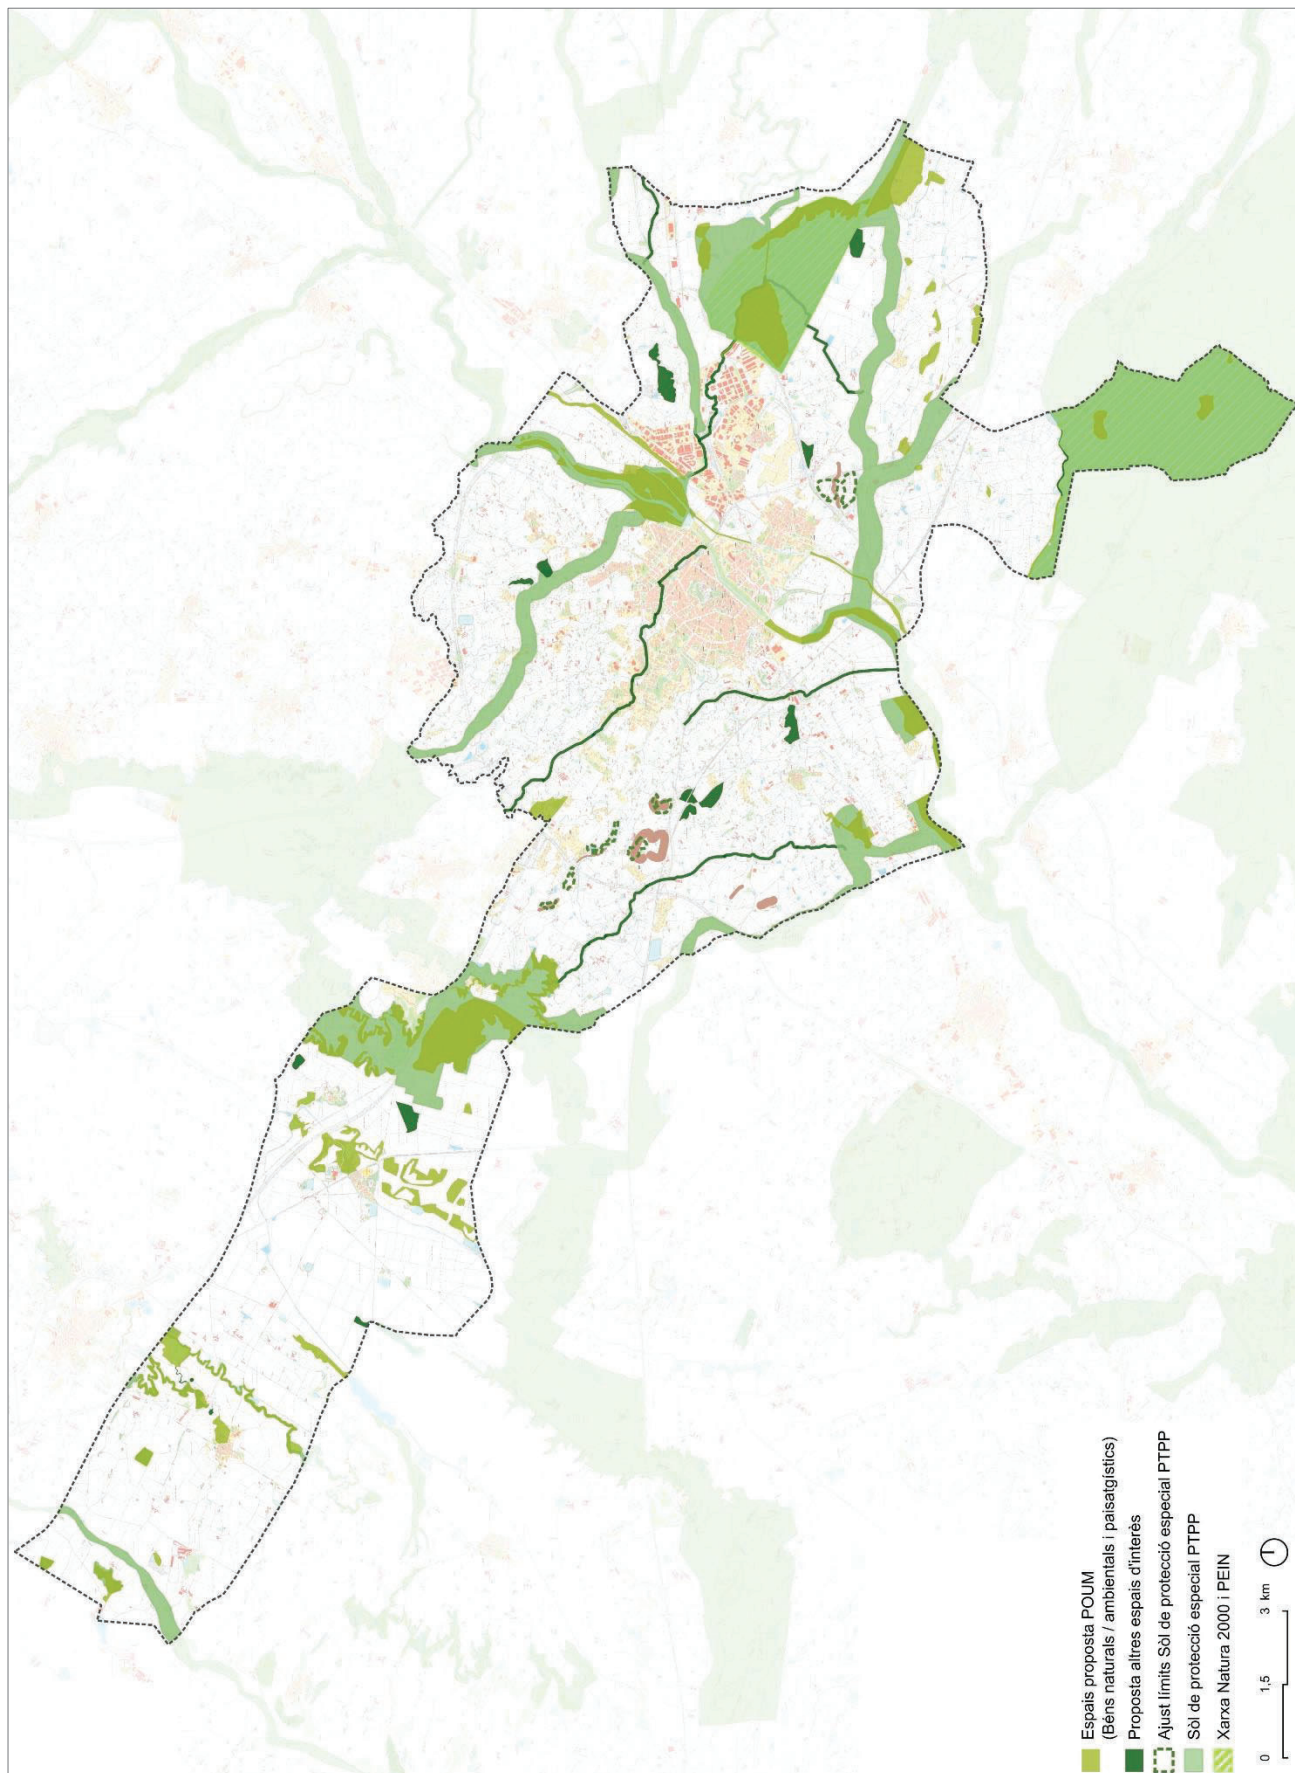 Espais proposta POUM
(Béns naturals / ambientals i paisatgístics)
Proposta altres espais d'interès
Ajust límits Sòl de protecció especial PTPP
Sòl de protecció especial PTPP
Xarxa Natura 2000 i PEIN
0 1.5 3 km